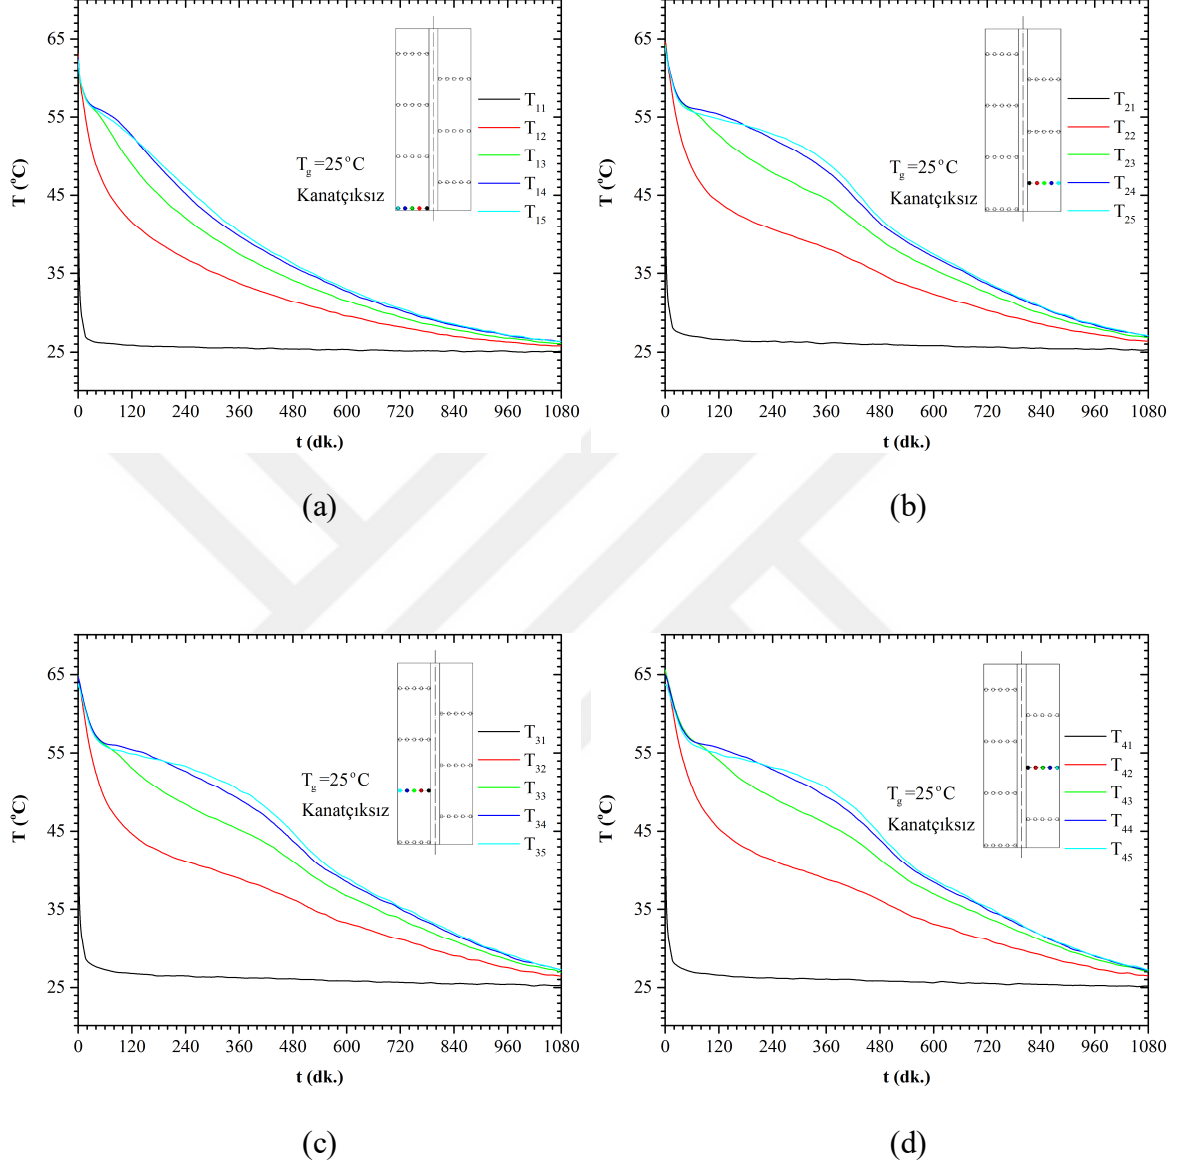 65
55
45
35
25
T (°C)
0 120 240 360 480 600 720 840 960 1080
t (dk.)
T_g=25°C
Kanatçıksız
T_11
T_12
T_13
T_14
T_15
(a)
65
55
45
35
25
T (°C)
0 120 240 360 480 600 720 840 960 1080
t (dk.)
T_g=25°C
Kanatçıksız
T_21
T_22
T_23
T_24
T_25
(b)
65
55
45
35
25
T (°C)
0 120 240 360 480 600 720 840 960 1080
t (dk.)
T_g=25°C
Kanatçıksız
T_31
T_32
T_33
T_34
T_35
(c)
65
55
45
35
25
T (°C)
0 120 240 360 480 600 720 840 960 1080
t (dk.)
T_g=25°C
Kanatçıksız
T_41
T_42
T_43
T_44
T_45
(d)